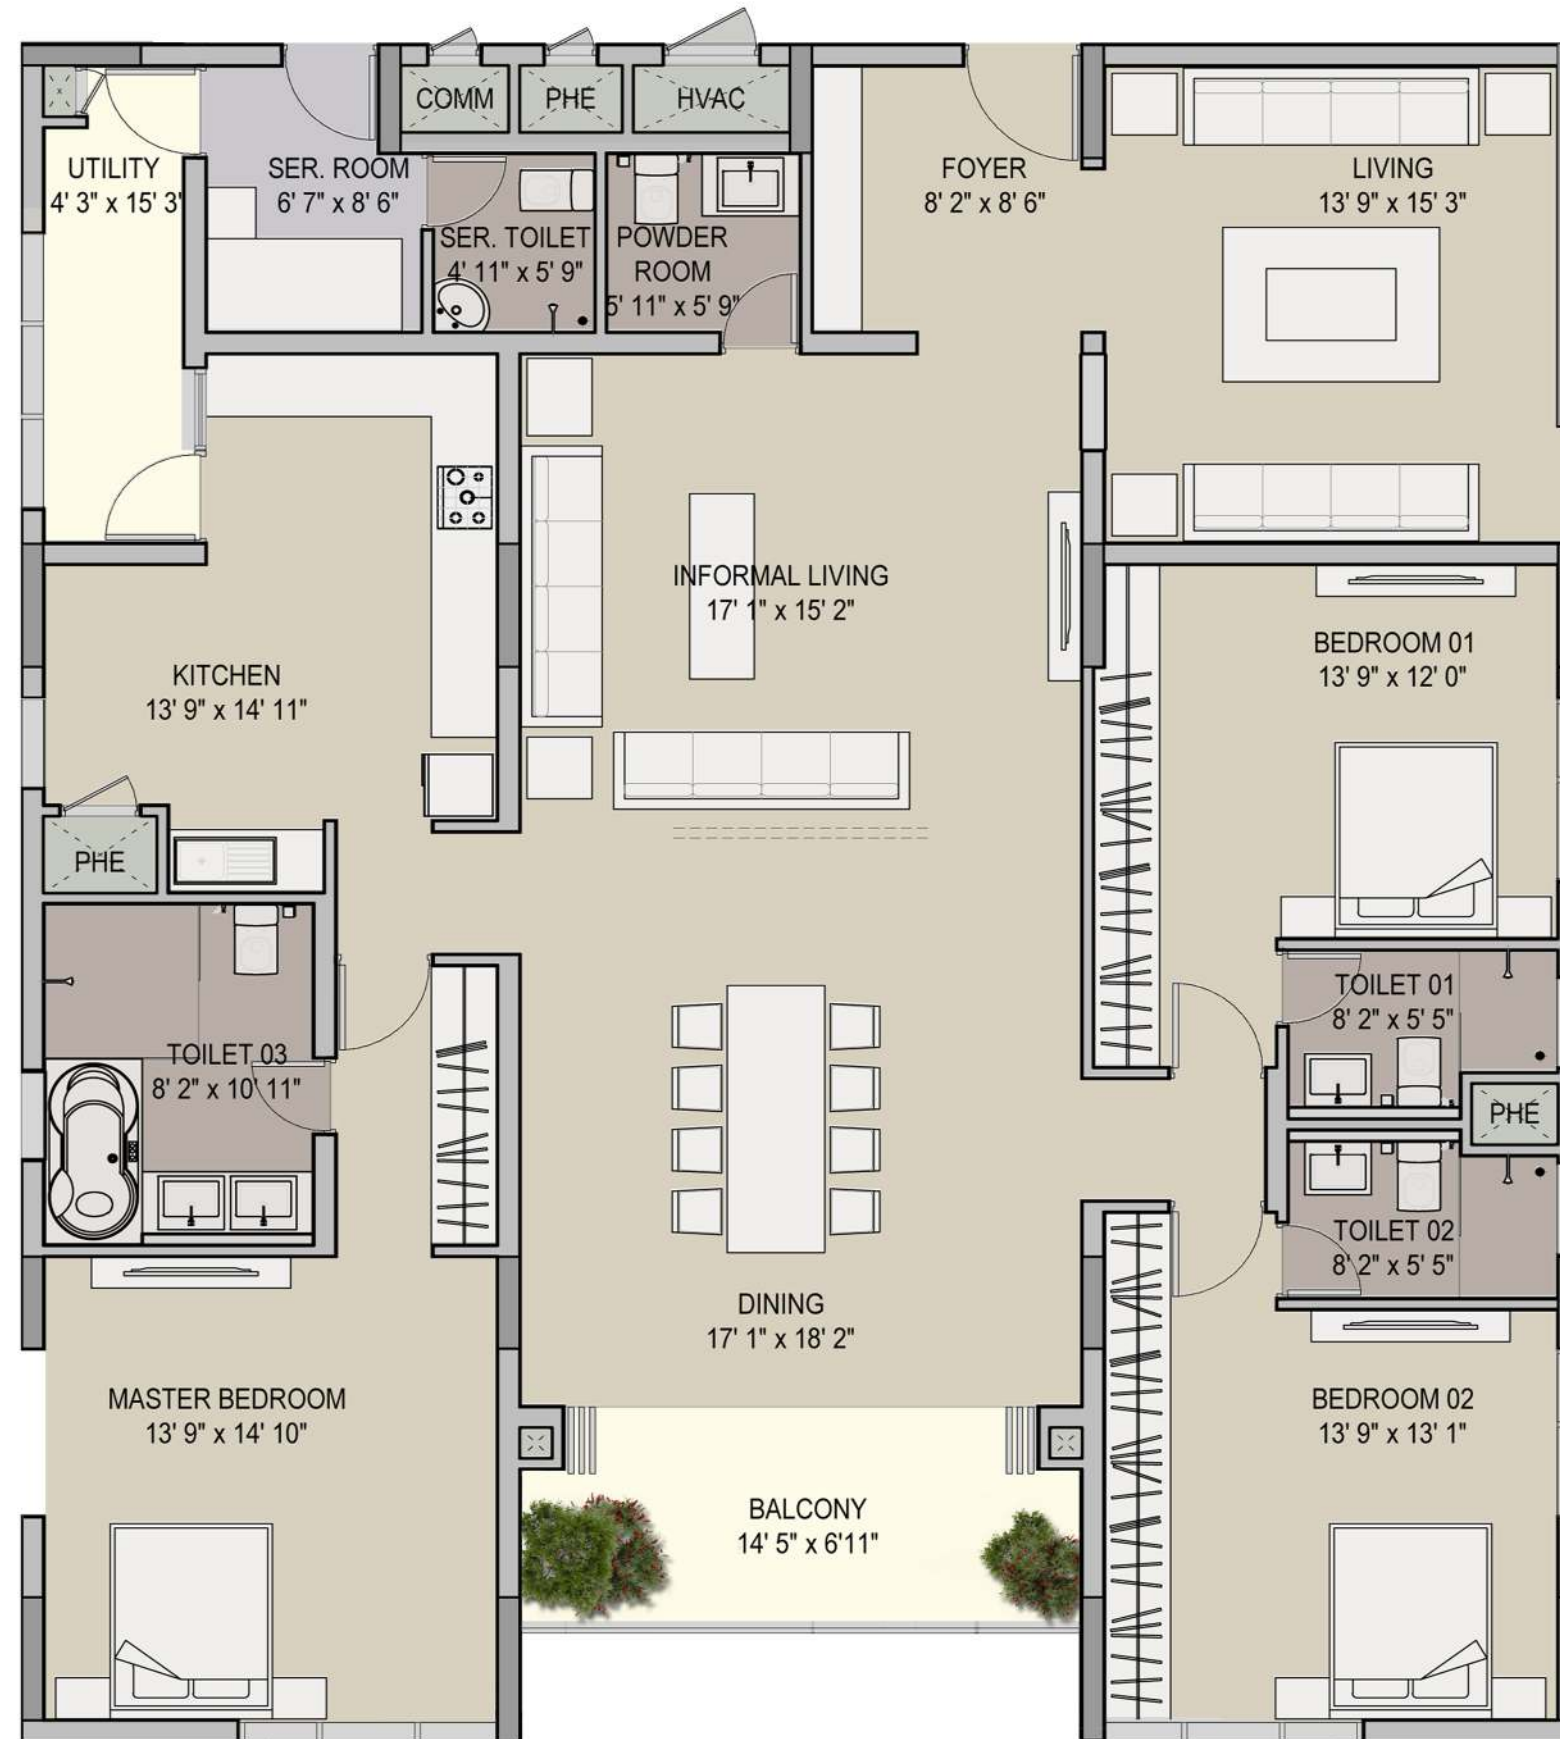 COMM
PHE
HVAC
UTILITY
4' 3" x 15' 3'
SER. ROOM
6' 7" x 8' 6"
FOYER
8' 2" x 8' 6"
LIVING
13' 9" x 15' 3"
SER. TOILET
4' 11" x 5' 9"
POWDER
ROOM
5' 11" x 5' 9"
INFORMAL LIVING
17' 1" x 15' 2"
KITCHEN
13' 9" x 14' 11"
BEDROOM 01
13' 9" x 12' 0"
PHE
TOILET 01
8' 2" x 5' 5"
TOILET 03
8' 2" x 10' 11"
PHE
TOILET 02
8' 2" x 5' 5"
DINING
17' 1" x 18' 2"
MASTER BEDROOM
13' 9" x 14' 10"
BEDROOM 02
13' 9" x 13' 1"
BALCONY
14' 5" x 6'11"